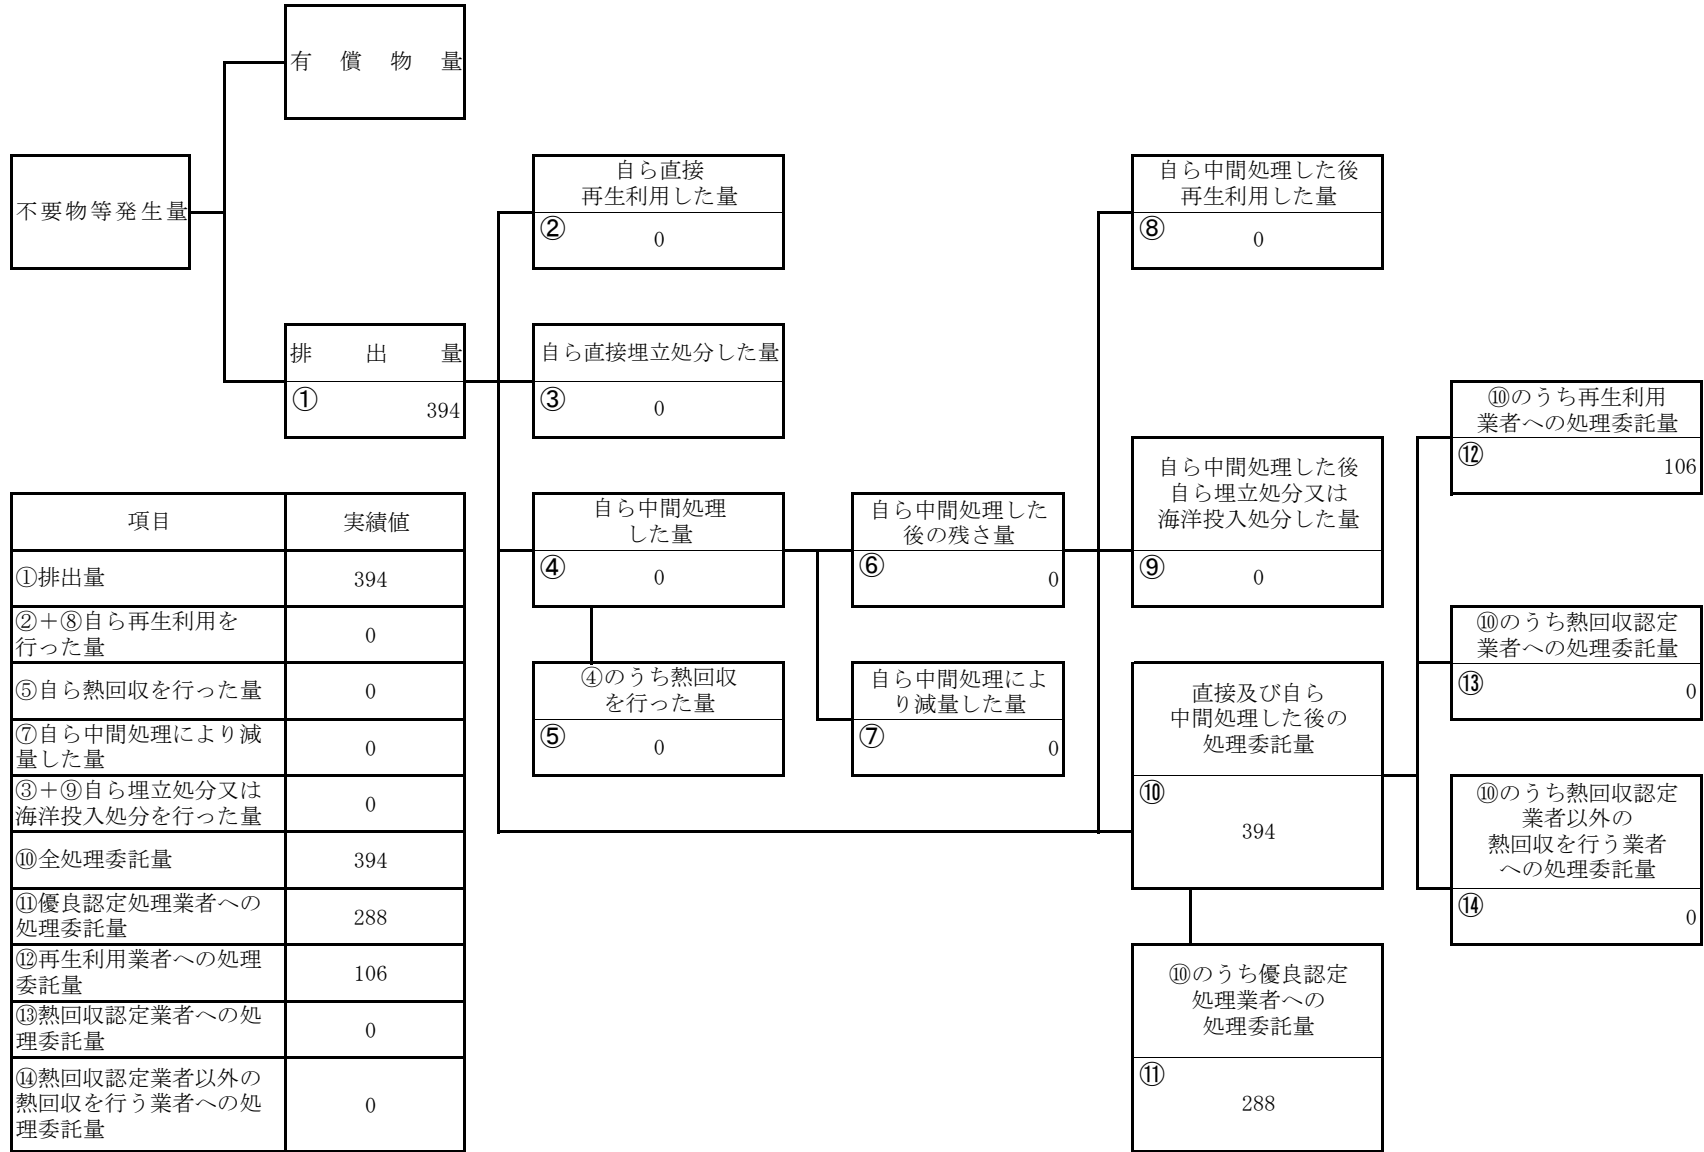 有償物量
不要物等発生量
自ら直接
再生利用した量
②
0
自ら中間処理した後
再生利用した量
⑧
0
排出量
①
394
自ら直接埋立処分した量
③
0
⑩のうち再生利用
業者への処理委託量
⑫
106
自ら中間処理した後
自ら埋立処分又は
海洋投入処分した量
⑨
0
自ら中間処理
した量
④
0
自ら中間処理した
後の残さ量
⑥
0
⑩のうち熱回収認定
業者への処理委託量
⑬
0
④のうち熱回収
を行った量
⑤
0
自ら中間処理によ
り減量した量
⑦
0
直接及び自ら
中間処理した後の
処理委託量
⑩
394
⑩のうち熱回収認定
業者以外の
熱回収を行う業者
への処理委託量
⑭
0
⑩のうち優良認定
処理業者への
処理委託量
⑪
288
項目 実績値
①排出量 394
②＋⑧自ら再生利用を
行った量
0
⑤自ら熱回収を行った量 0
⑦自ら中間処理により減
量した量
0
③＋⑨自ら埋立処分又は
海洋投入処分を行った量
0
⑩全処理委託量 394
⑪優良認定処理業者への
処理委託量
288
⑫再生利用業者への処理
委託量
106
⑬熱回収認定業者への処
理委託量
0
⑭熱回収認定業者以外の
熱回収を行う業者への処
理委託量
0